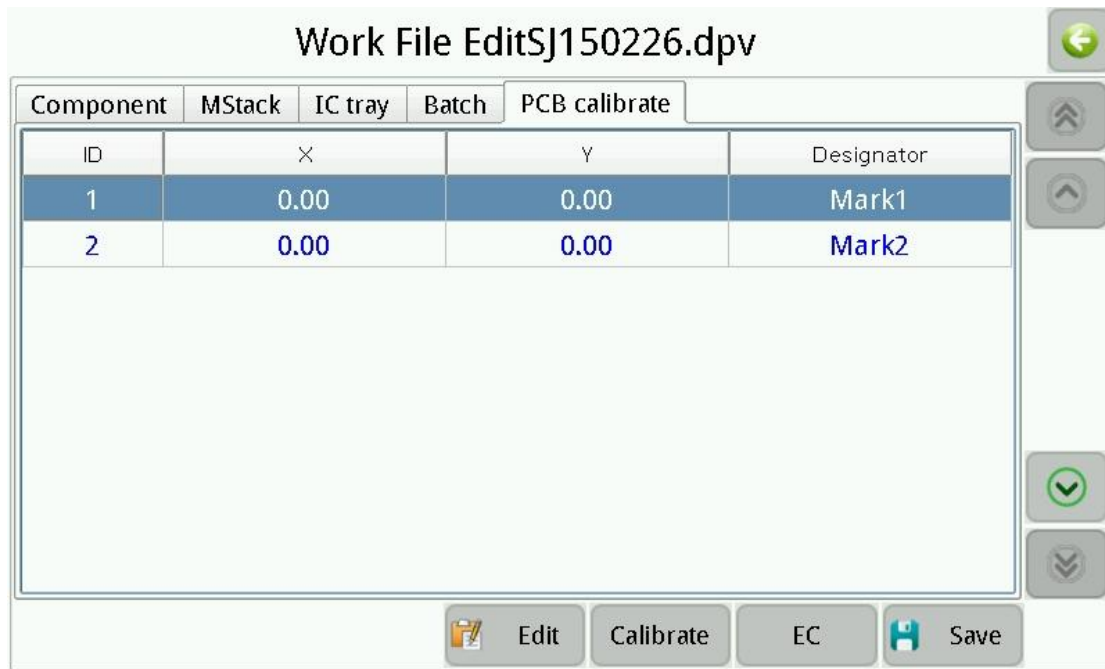 Work File EditSJ150226.dpv
Component MStack IC tray Batch PCB calibrate
ID X Y Designator
1 0.00 0.00 Mark1
2 0.00 0.00 Mark2
Edit Calibrate EC Save